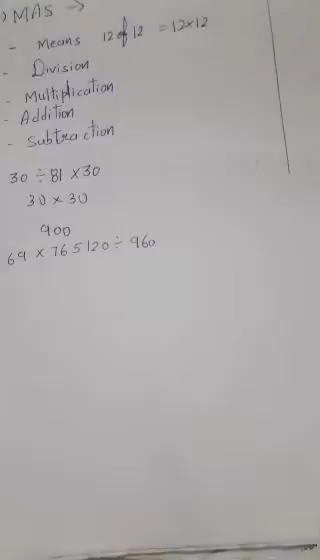 ) MAS →
- Means 12 of 12 = 12×12
- Division
- Multiplication
- Addition
- Subtraction
30 ÷ 81 × 30
30 × 30
900
69 × 765120 ÷ 960